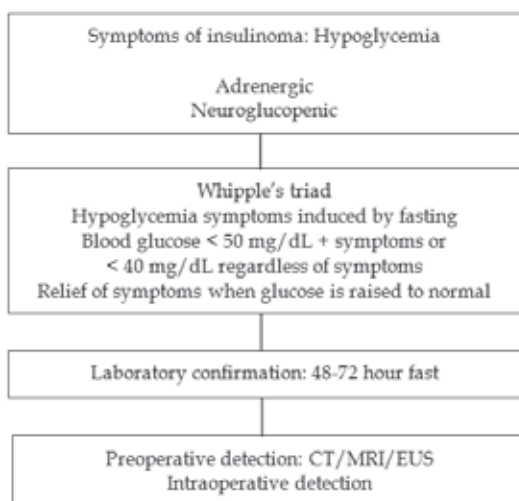 Symptoms of insulinoma: Hypoglycemia
Adrenergic
Neuroglucopenic
Whipple's triad
Hypoglycemia symptoms induced by fasting
Blood glucose < 50 mg/dL + symptoms or
< 40 mg/dL regardless of symptoms
Relief of symptoms when glucose is raised to normal
Laboratory confirmation: 48-72 hour fast
Preoperative detection: CT/MRI/EUS
Intraoperative detection